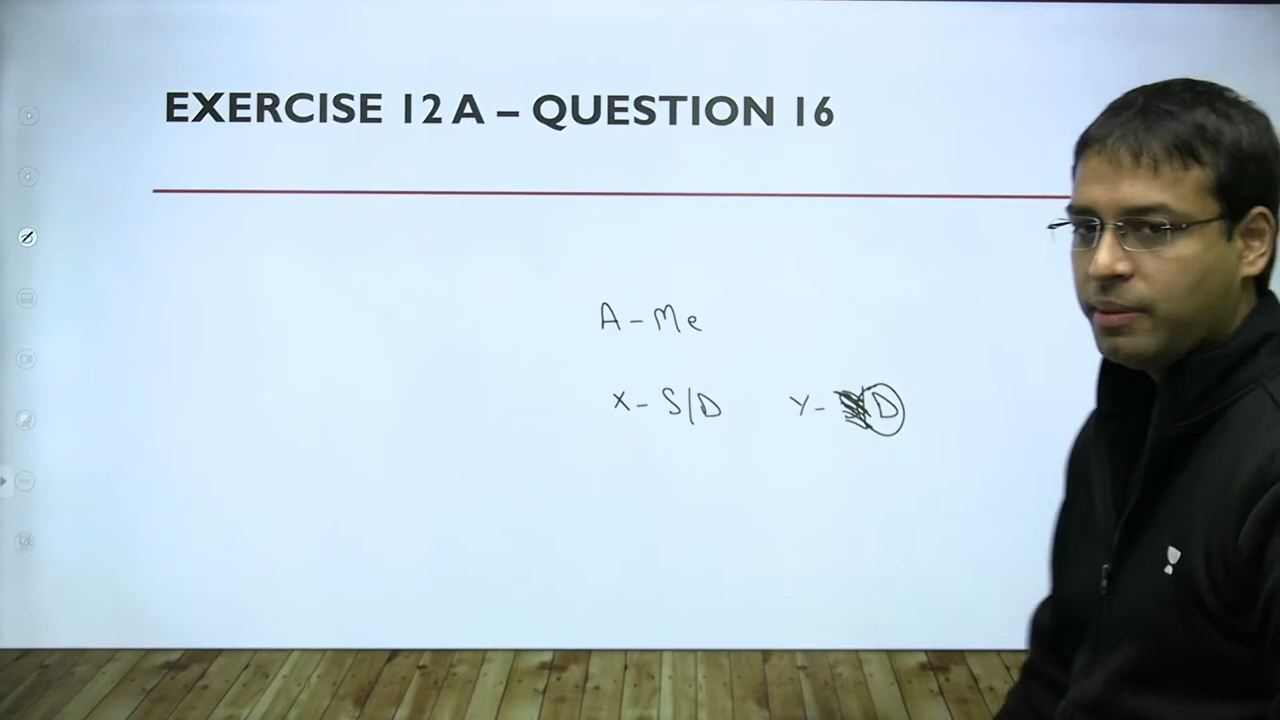 EXERCISE 12 A – QUESTION 16
A - Me
X - S/D Y - D